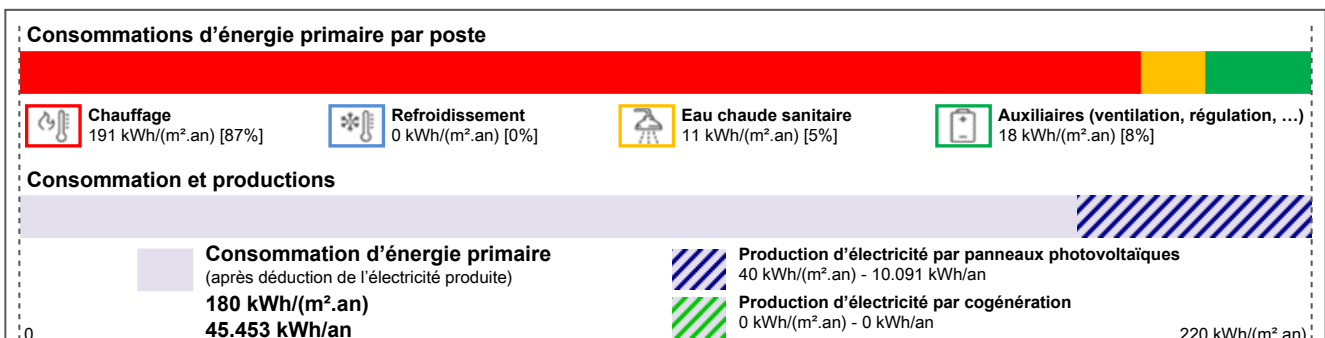 Consommations d’énergie primaire par poste
Chauffage
191 kWh/(m².an) [87%]
Refroidissement
0 kWh/(m².an) [0%]
Eau chaude sanitaire
11 kWh/(m².an) [5%]
Auxiliaires (ventilation, régulation, …)
18 kWh/(m².an) [8%]
Consommation et productions
Consommation d’énergie primaire
(après déduction de l’électricité produite)
180 kWh/(m².an)
45.453 kWh/an
Production d’électricité par panneaux photovoltaïques
40 kWh/(m².an) - 10.091 kWh/an
Production d’électricité par cogénération
0 kWh/(m².an) - 0 kWh/an
0
220 kWh/(m².an)